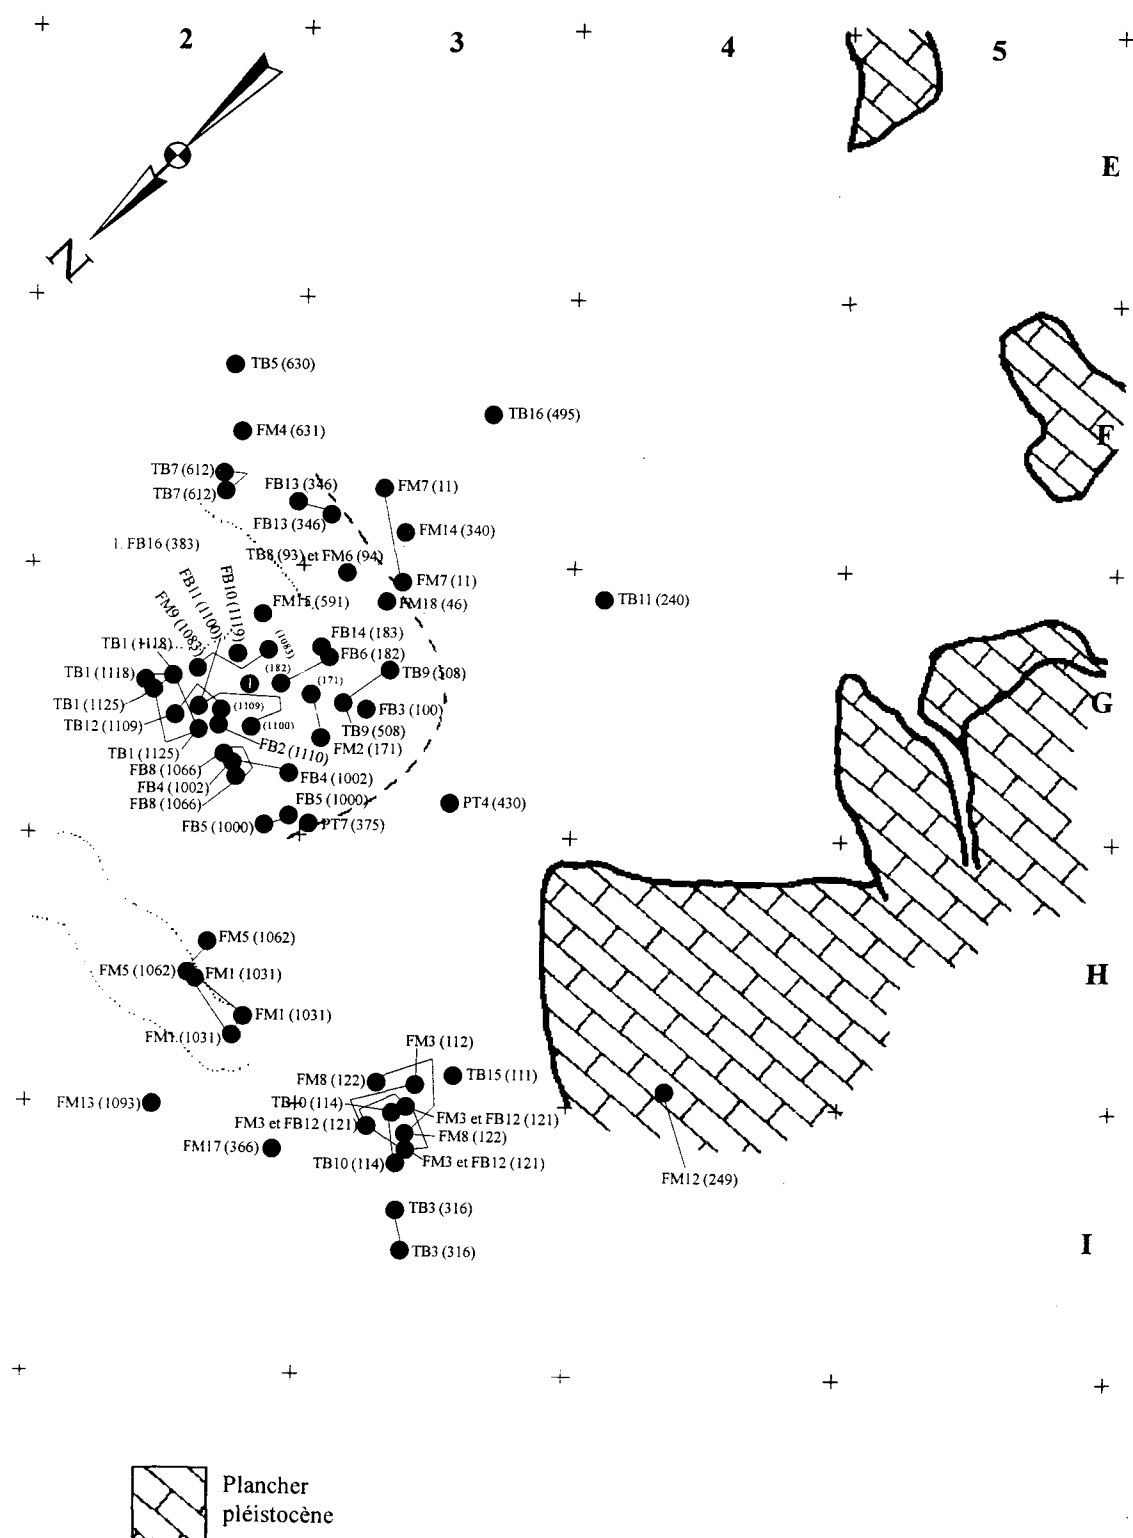 2
3
4
5
E
N
TB5 (630)
TB16 (495)
FM4 (631)
F
TB7 (612)
TB7 (612)
FB13 (346)
FM7 (11)
FB13 (346)
FM14 (340)
1. FB16 (383)
TB8 (93) et FM6 (94)
FM7 (11)
FB10 (1119)
FB11 (1100)
FM9 (1083)
FM15 (591)
FM18 (46)
TB11 (240)
TB1 (1118)
(1083)
FB14 (183)
FB6 (182)
TB1 (1118)
(182)
TB9 (508)
1
(171)
TB1 (1125)
G
(1109)
FB3 (100)
TB12 (1109)
(1100)
TB9 (508)
FM2 (171)
TB1 (1125)
FB2 (1110)
FB8 (1066)
FB4 (1002)
FB4 (1002)
FB8 (1066)
FB5 (1000)
PT4 (430)
FB5 (1000)
PT7 (375)
FM5 (1062)
FM5 (1062)
FM1 (1031)
H
FM1 (1031)
FM1 (1031)
FM3 (112)
FM8 (122)
TB15 (111)
FM13 (1093)
TB10 (114)
FM3 et FB12 (121)
FM3 et FB12 (121)
FM8 (122)
FM17 (366)
TB10 (114)
FM3 et FB12 (121)
FM12 (249)
TB3 (316)
TB3 (316)
I
Plancher
pléistocène